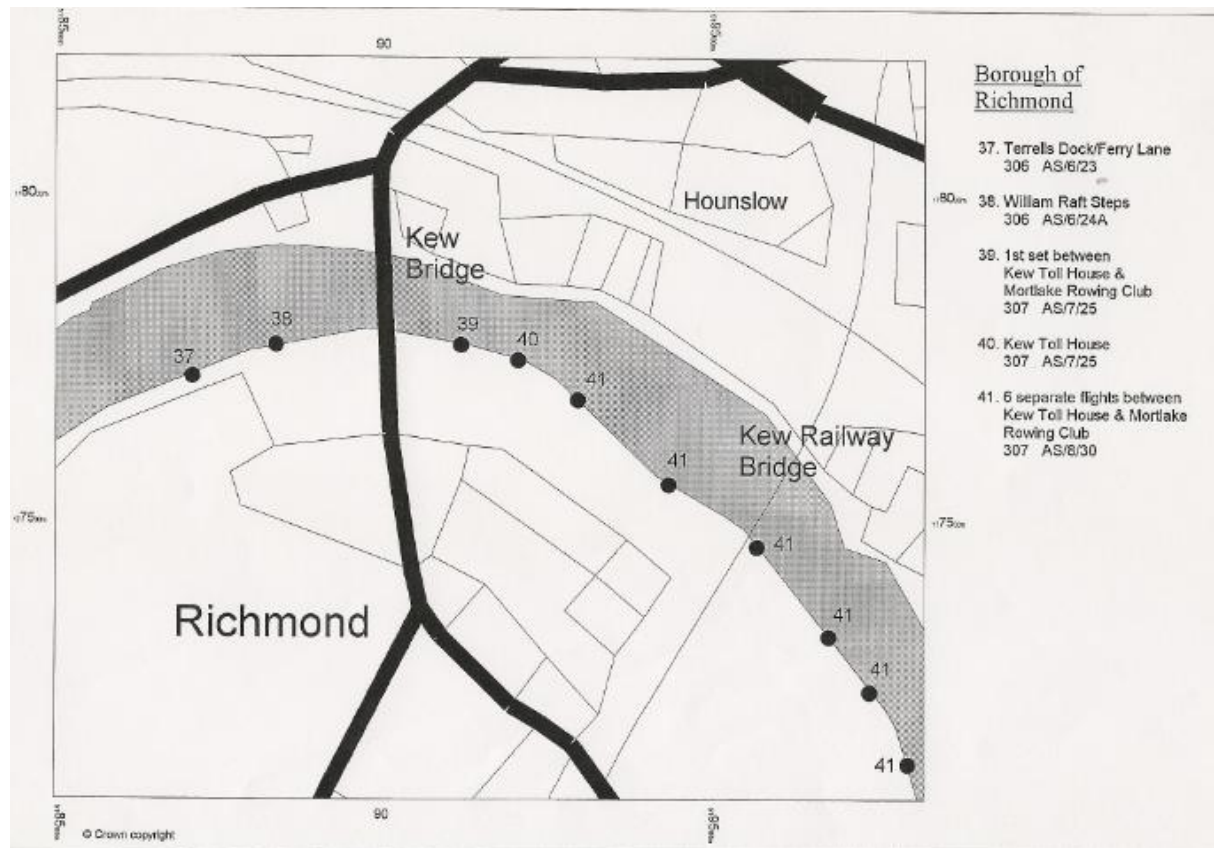 90
Borough of
Richmond
37. Terrells Dock/Ferry Lane
306 AS/6/23
38. William Raft Steps
306 AS/6/24A
39. 1st set between
Kew Toll House &
Mortlake Rowing Club
307 AS/7/25
40. Kew Toll House
307 AS/7/25
41. 6 separate flights between
Kew Toll House & Mortlake
Rowing Club
307 AS/8/30
Hounslow
Kew
Bridge
37
38
39
40
41
41
Kew Railway
Bridge
41
41
41
41
Richmond
90
© Crown copyright